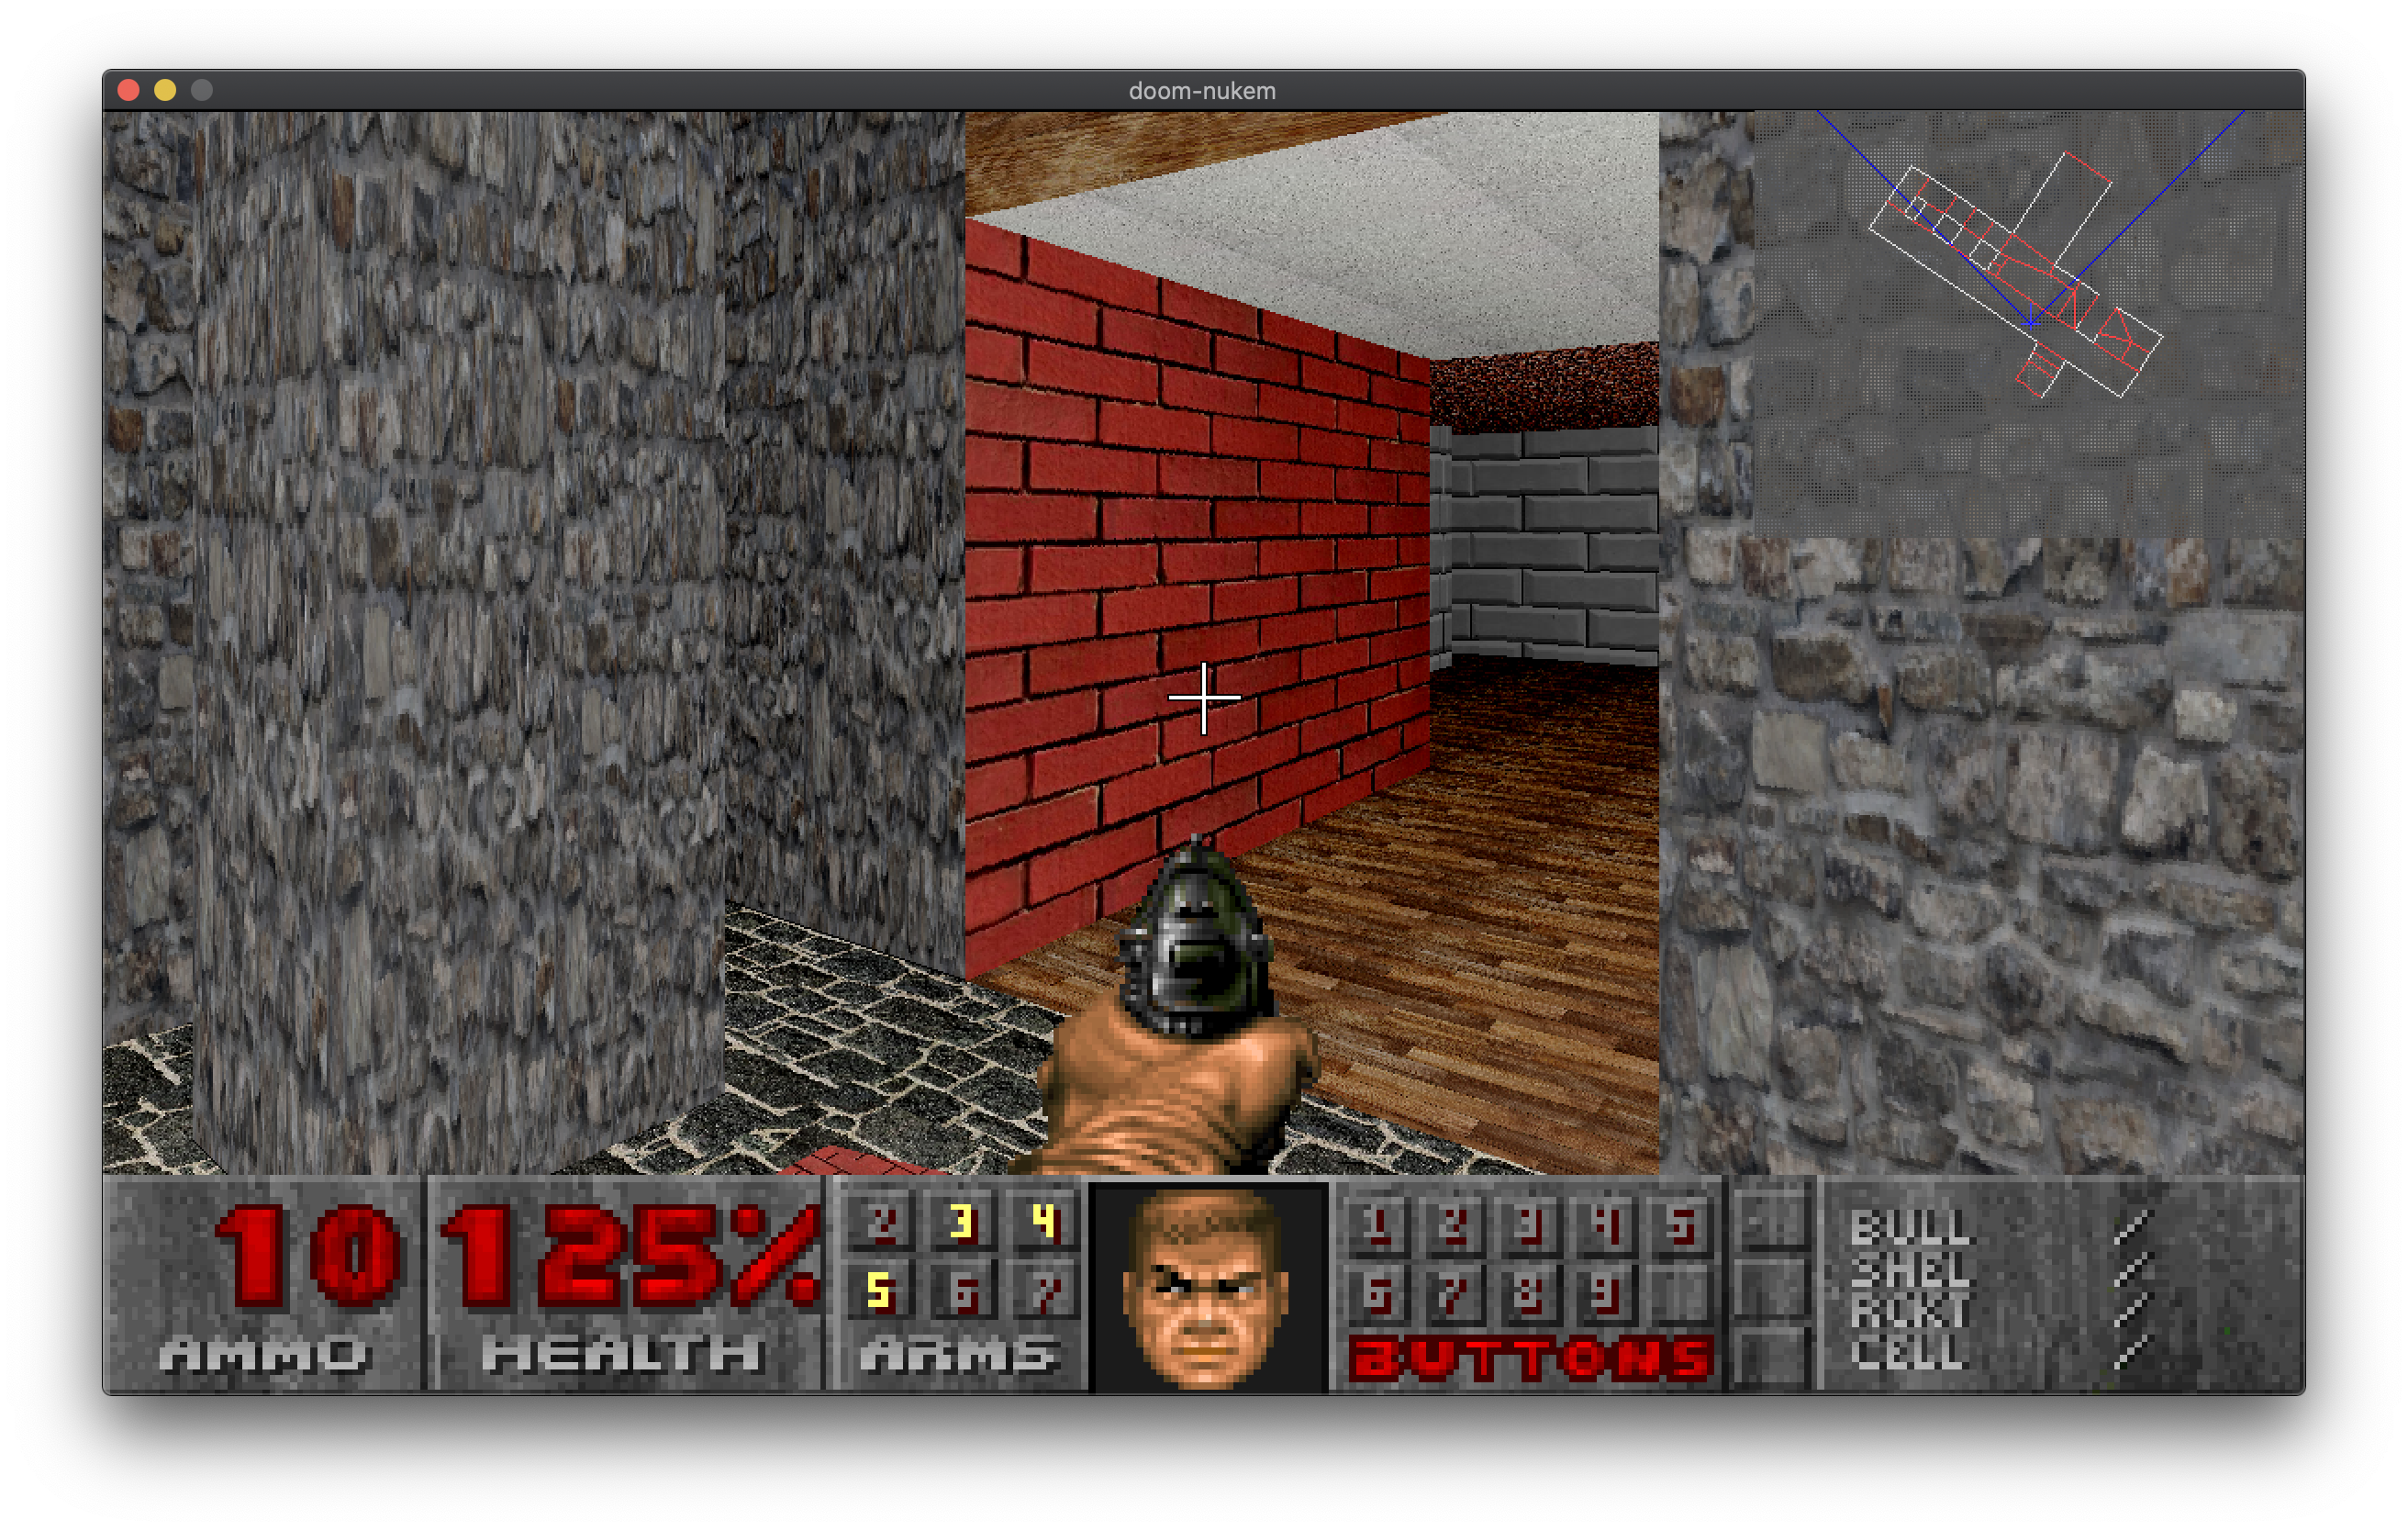 doom-nukem
10 125%
2 3 4
5 6 7
1 2 3 4 5
6 7 8 9
AMMO HEALTH ARMS BUTTONS
BULL /
SHEL /
RCKT /
CELL /